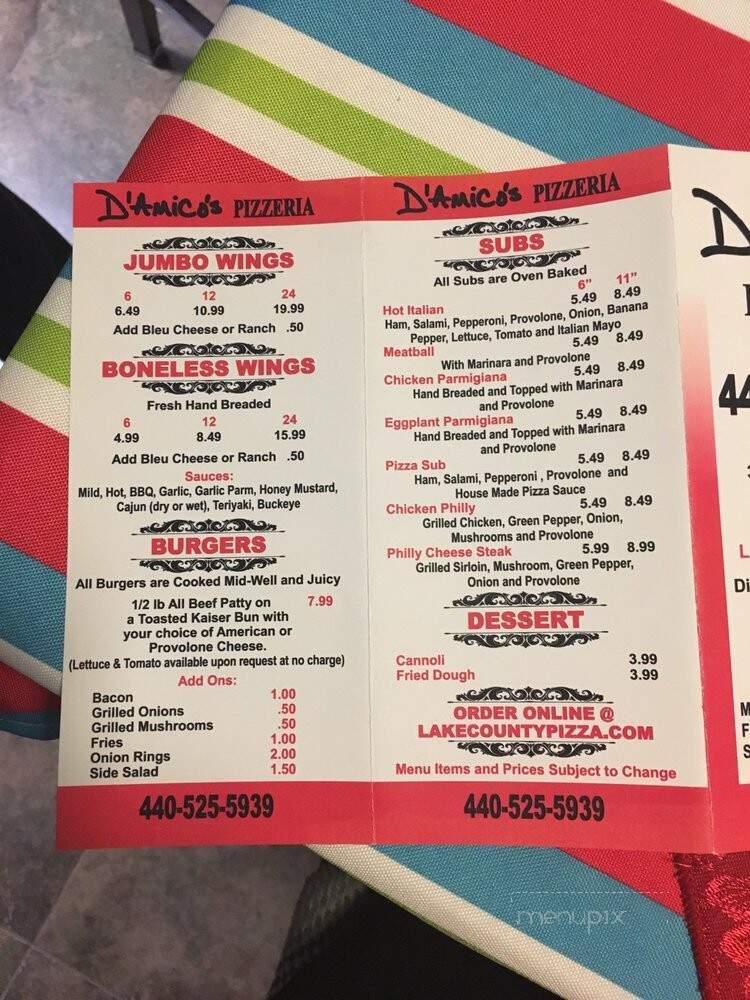 D'Amico's PIZZERIA
JUMBO WINGS
6 12 24
6.49 10.99 19.99
Add Bleu Cheese or Ranch .50
BONELESS WINGS
Fresh Hand Breaded
6 12 24
4.99 8.49 15.99
Add Bleu Cheese or Ranch .50
Sauces:
Mild, Hot, BBQ, Garlic, Garlic Parm, Honey Mustard,
Cajun (dry or wet), Teriyaki, Buckeye
BURGERS
All Burgers are Cooked Mid-Well and Juicy
1/2 lb All Beef Patty on 7.99
a Toasted Kaiser Bun with
your choice of American or
Provolone Cheese.
(Lettuce & Tomato available upon request at no charge)
Add Ons:
Bacon 1.00
Grilled Onions .50
Grilled Mushrooms .50
Fries 1.00
Onion Rings 2.00
Side Salad 1.50
440-525-5939
D'Amico's PIZZERIA
SUBS
All Subs are Oven Baked
6" 11"
Hot Italian 5.49 8.49
Ham, Salami, Pepperoni, Provolone, Onion, Banana
Pepper, Lettuce, Tomato and Italian Mayo
Meatball 5.49 8.49
With Marinara and Provolone
Chicken Parmigiana 5.49 8.49
Hand Breaded and Topped with Marinara
and Provolone
Eggplant Parmigiana 5.49 8.49
Hand Breaded and Topped with Marinara
and Provolone
Pizza Sub 5.49 8.49
Ham, Salami, Pepperoni , Provolone and
House Made Pizza Sauce
Chicken Philly 5.49 8.49
Grilled Chicken, Green Pepper, Onion,
Mushrooms and Provolone
Philly Cheese Steak 5.99 8.99
Grilled Sirloin, Mushroom, Green Pepper,
Onion and Provolone
DESSERT
Cannoli 3.99
Fried Dough 3.99
ORDER ONLINE @
LAKECOUNTYPIZZA.COM
Menu Items and Prices Subject to Change
440-525-5939
menupix